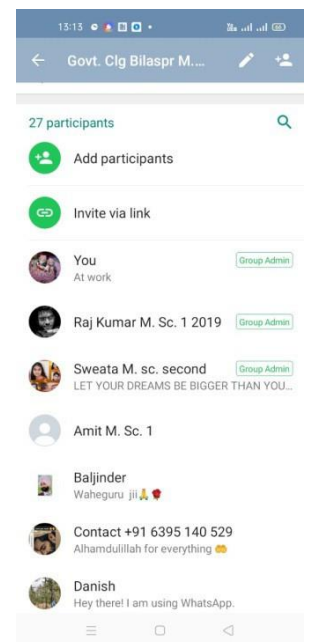 13:13
Govt. Clg Bilaspr M....
27 participants
Add participants
Invite via link
You
Group Admin
At work
Raj Kumar M. Sc. 1 2019
Group Admin
Sweata M. sc. second
Group Admin
LET YOUR DREAMS BE BIGGER THAN YOU...
Amit M. Sc. 1
Baljinder
Waheguru jii🙏🌹
Contact +91 6395 140 529
Alhamdulillah for everything 🤲
Danish
Hey there! I am using WhatsApp.